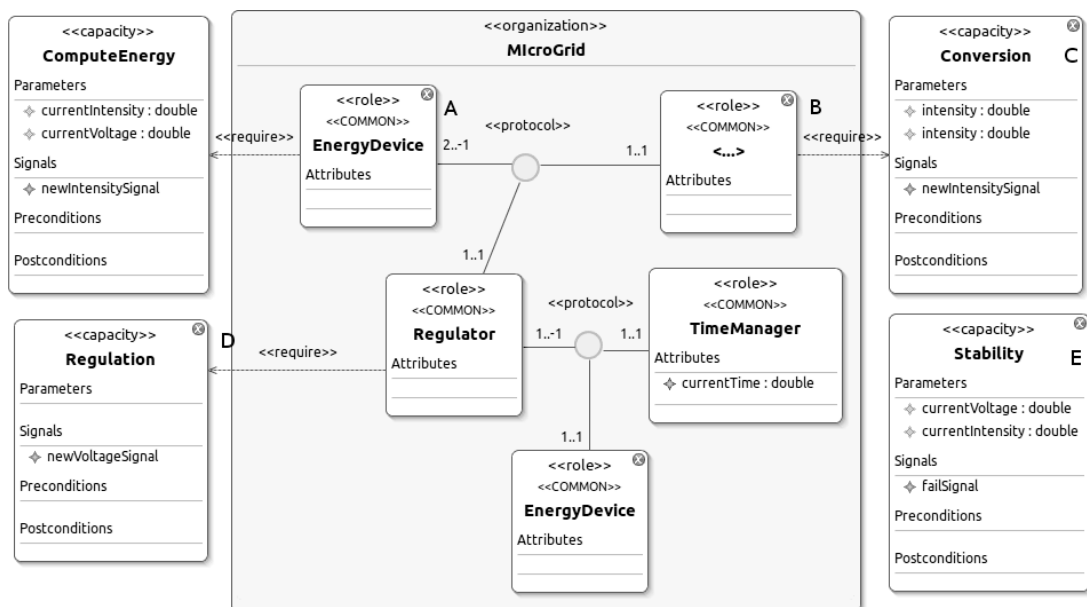 <<capacity>>
ComputeEnergy
Parameters
currentIntensity : double
currentVoltage : double
Signals
newIntensitySignal
Preconditions
Postconditions
<<capacity>>
Regulation
D
Parameters
Signals
newVoltageSignal
Preconditions
Postconditions
<<organization>>
MIcroGrid
<<role>>
<<COMMON>>
EnergyDevice
Attributes
A
<<require>>
<<protocol>>
2..-1
1..1
1..1
<<role>>
<<COMMON>>
<...>
Attributes
B
<<require>>
<<role>>
<<COMMON>>
Regulator
Attributes
<<require>>
<<protocol>>
1..-1
1..1
1..1
<<role>>
<<COMMON>>
TimeManager
Attributes
currentTime : double
<<role>>
<<COMMON>>
EnergyDevice
Attributes
<<capacity>>
Conversion
C
Parameters
intensity : double
intensity : double
Signals
newIntensitySignal
Preconditions
Postconditions
<<capacity>>
Stability
E
Parameters
currentVoltage : double
currentIntensity : double
Signals
failSignal
Preconditions
Postconditions